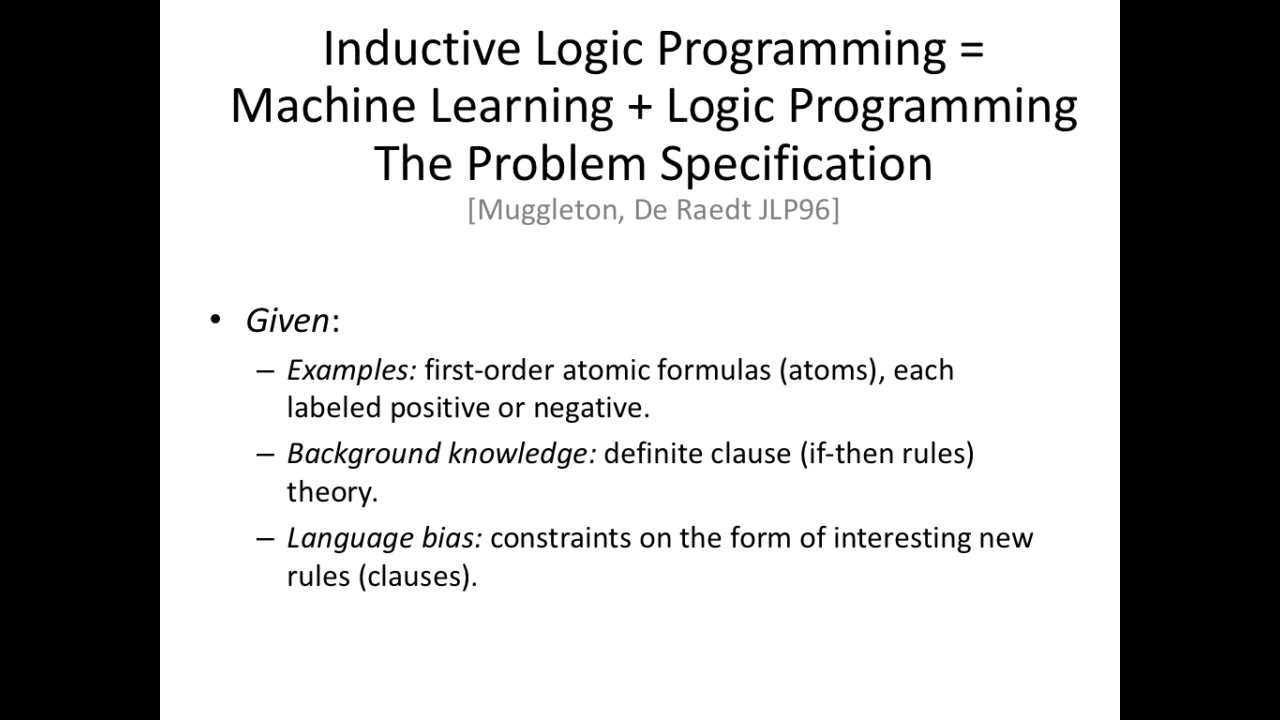 Inductive Logic Programming =
Machine Learning + Logic Programming
The Problem Specification
[Muggleton, De Raedt JLP96]
• Given:
– Examples: first-order atomic formulas (atoms), each
labeled positive or negative.
– Background knowledge: definite clause (if-then rules)
theory.
– Language bias: constraints on the form of interesting new
rules (clauses).